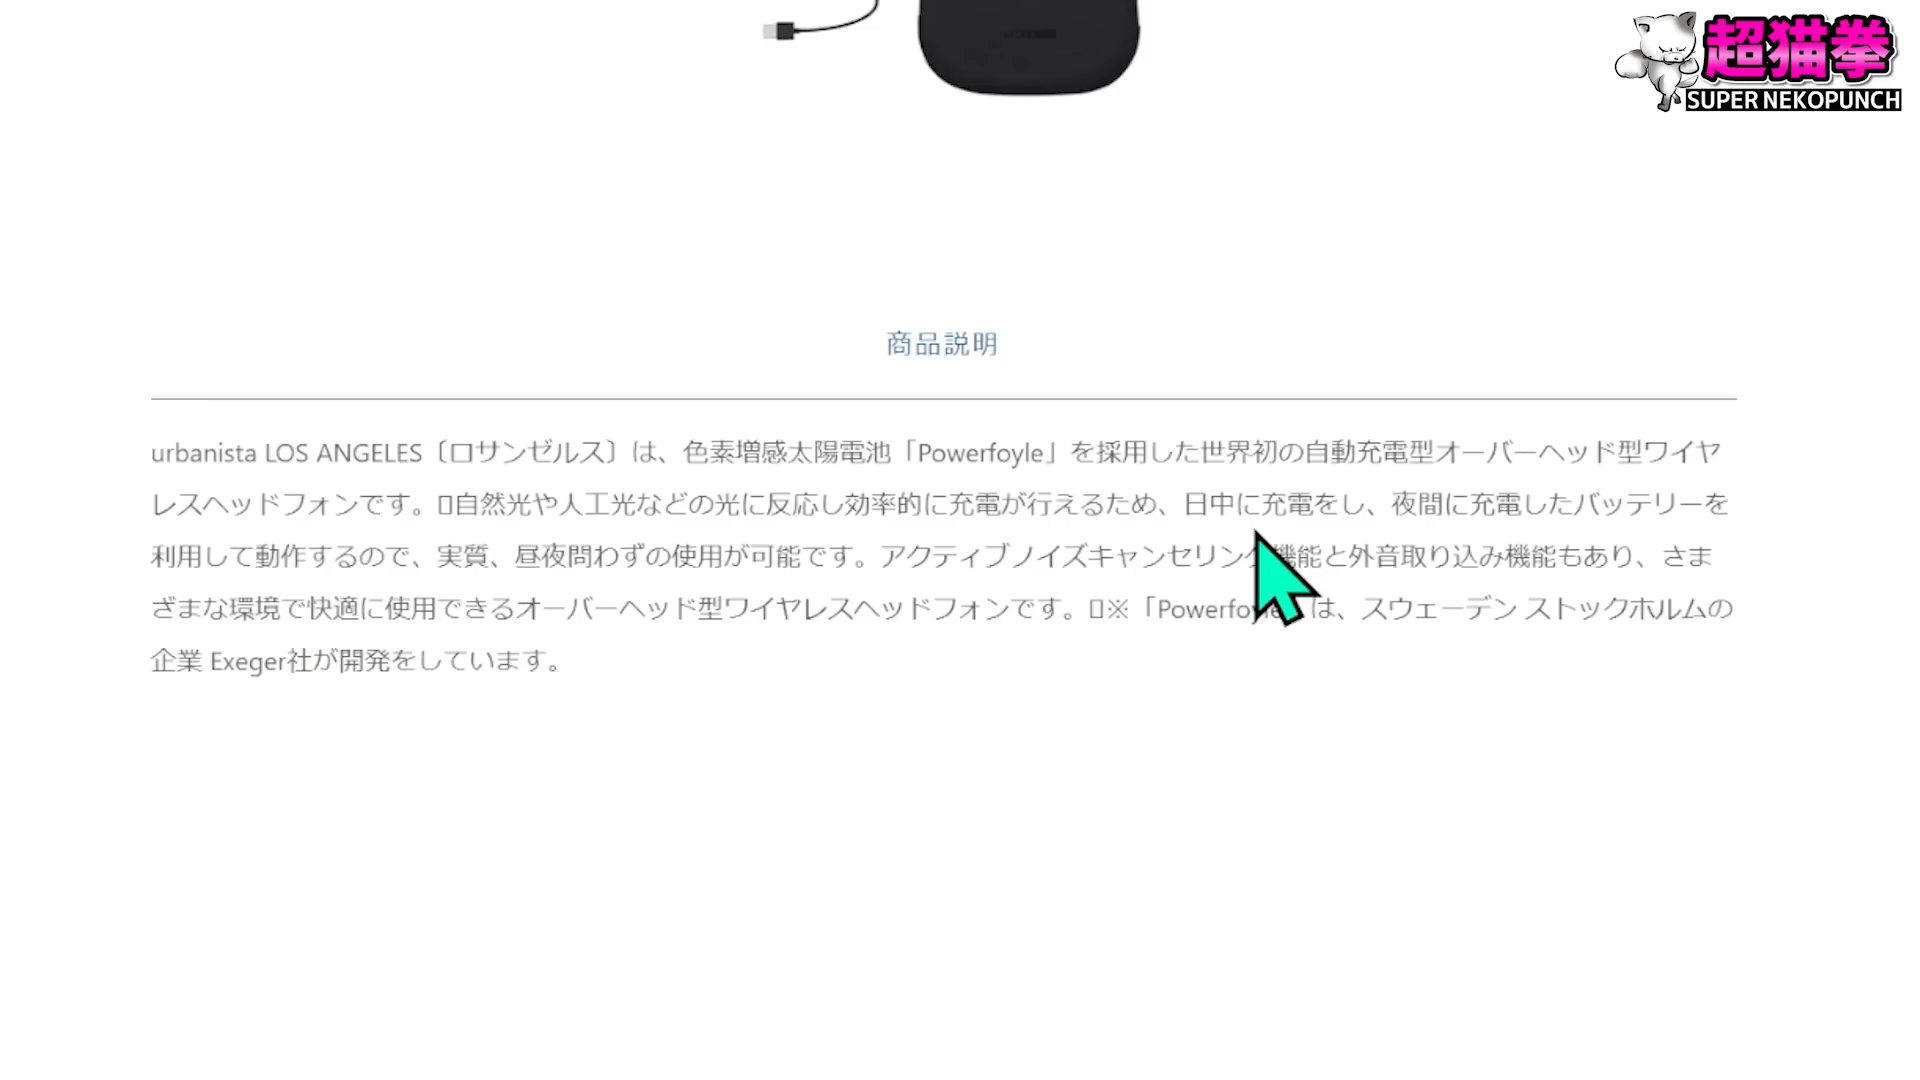 超猫拳
SUPER NEKOPUNCH
商品説明
urbanista LOS ANGELES〔ロサンゼルス〕は、色素増感太陽電池「Powerfoyle」を採用した世界初の自動充電型オーバーヘッド型ワイヤ
レスヘッドフォンです。▯自然光や人工光などの光に反応し効率的に充電が行えるため、日中に充電をし、夜間に充電したバッテリーを
利用して動作するので、実質、昼夜問わずの使用が可能です。アクティブノイズキャンセリング機能と外音取り込み機能もあり、さま
ざまな環境で快適に使用できるオーバーヘッド型ワイヤレスヘッドフォンです。▯※「Powerfoyle」は、スウェーデン ストックホルムの
企業 Exeger社が開発をしています。